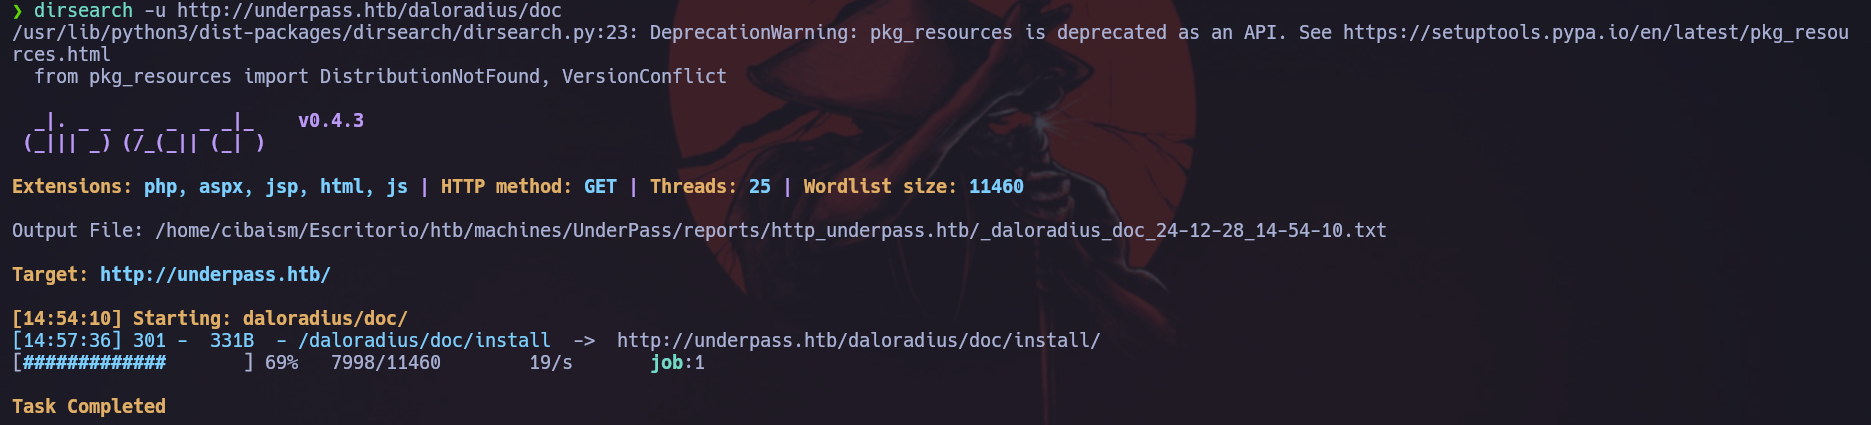 ❯ dirsearch -u http://underpass.htb/daloradius/doc
/usr/lib/python3/dist-packages/dirsearch/dirsearch.py:23: DeprecationWarning: pkg_resources is deprecated as an API. See https://setuptools.pypa.io/en/latest/pkg_resou
rces.html
  from pkg_resources import DistributionNotFound, VersionConflict
  _|. _ _  _  _  _ _|_    v0.4.3
 (_||| _) (/_(_|| (_| )
Extensions: php, aspx, jsp, html, js | HTTP method: GET | Threads: 25 | Wordlist size: 11460
Output File: /home/cibaism/Escritorio/htb/machines/UnderPass/reports/http_underpass.htb/_daloradius_doc_24-12-28_14-54-10.txt
Target: http://underpass.htb/
[14:54:10] Starting: daloradius/doc/
[14:57:36] 301 -  331B  - /daloradius/doc/install  ->  http://underpass.htb/daloradius/doc/install/
[#############       ] 69%   7998/11460        19/s       job:1
Task Completed